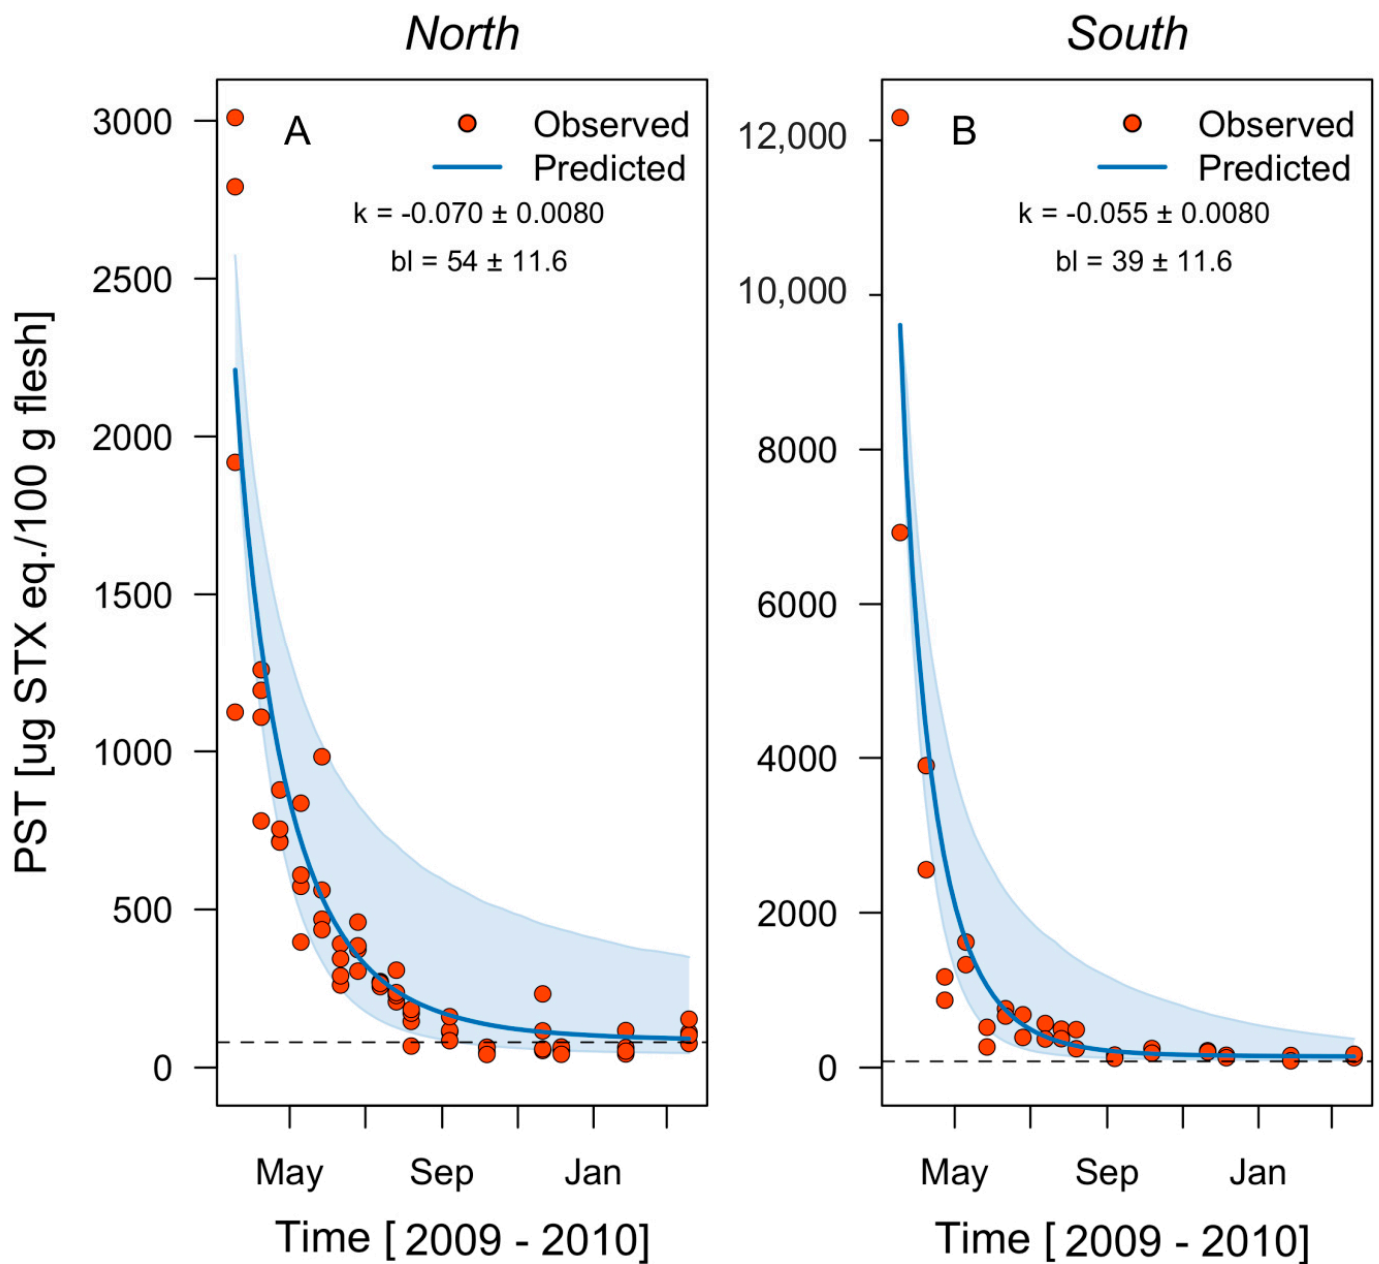 North
South
PST [ug STX eq./100 g flesh]
A
Observed
Predicted
k = -0.070 ± 0.0080
bl = 54 ± 11.6
3000
2500
2000
1500
1000
500
0
May
Sep
Jan
Time [ 2009 - 2010]
B
Observed
Predicted
k = -0.055 ± 0.0080
bl = 39 ± 11.6
12,000
10,000
8000
6000
4000
2000
0
May
Sep
Jan
Time [ 2009 - 2010]